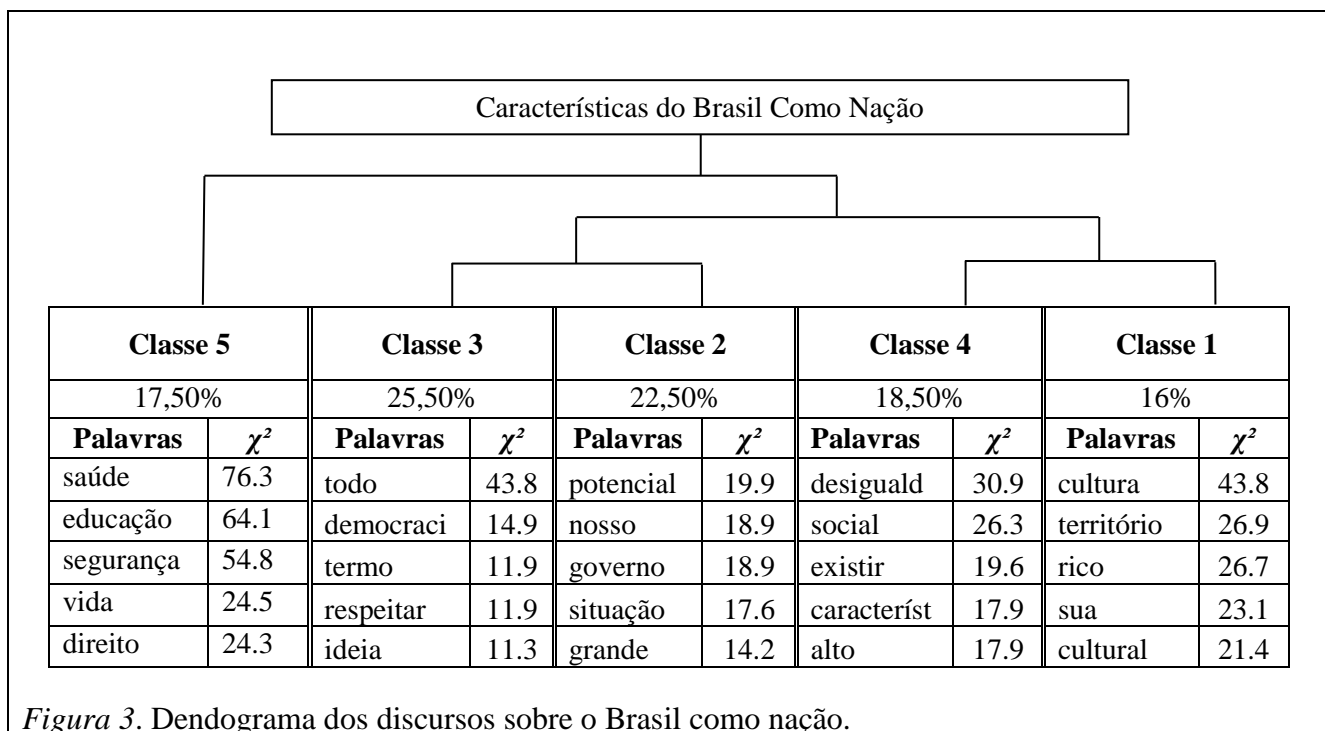 Características do Brasil Como Nação
Classe 5 Classe 3 Classe 2 Classe 4 Classe 1
17,50% 25,50% 22,50% 18,50% 16%
Palavras χ² Palavras χ² Palavras χ² Palavras χ² Palavras χ²
saúde 76.3 todo 43.8 potencial 19.9 desiguald 30.9 cultura 43.8
educação 64.1 democraci 14.9 nosso 18.9 social 26.3 território 26.9
segurança 54.8 termo 11.9 governo 18.9 existir 19.6 rico 26.7
vida 24.5 respeitar 11.9 situação 17.6 característ 17.9 sua 23.1
direito 24.3 ideia 11.3 grande 14.2 alto 17.9 cultural 21.4
Figura 3. Dendograma dos discursos sobre o Brasil como nação.